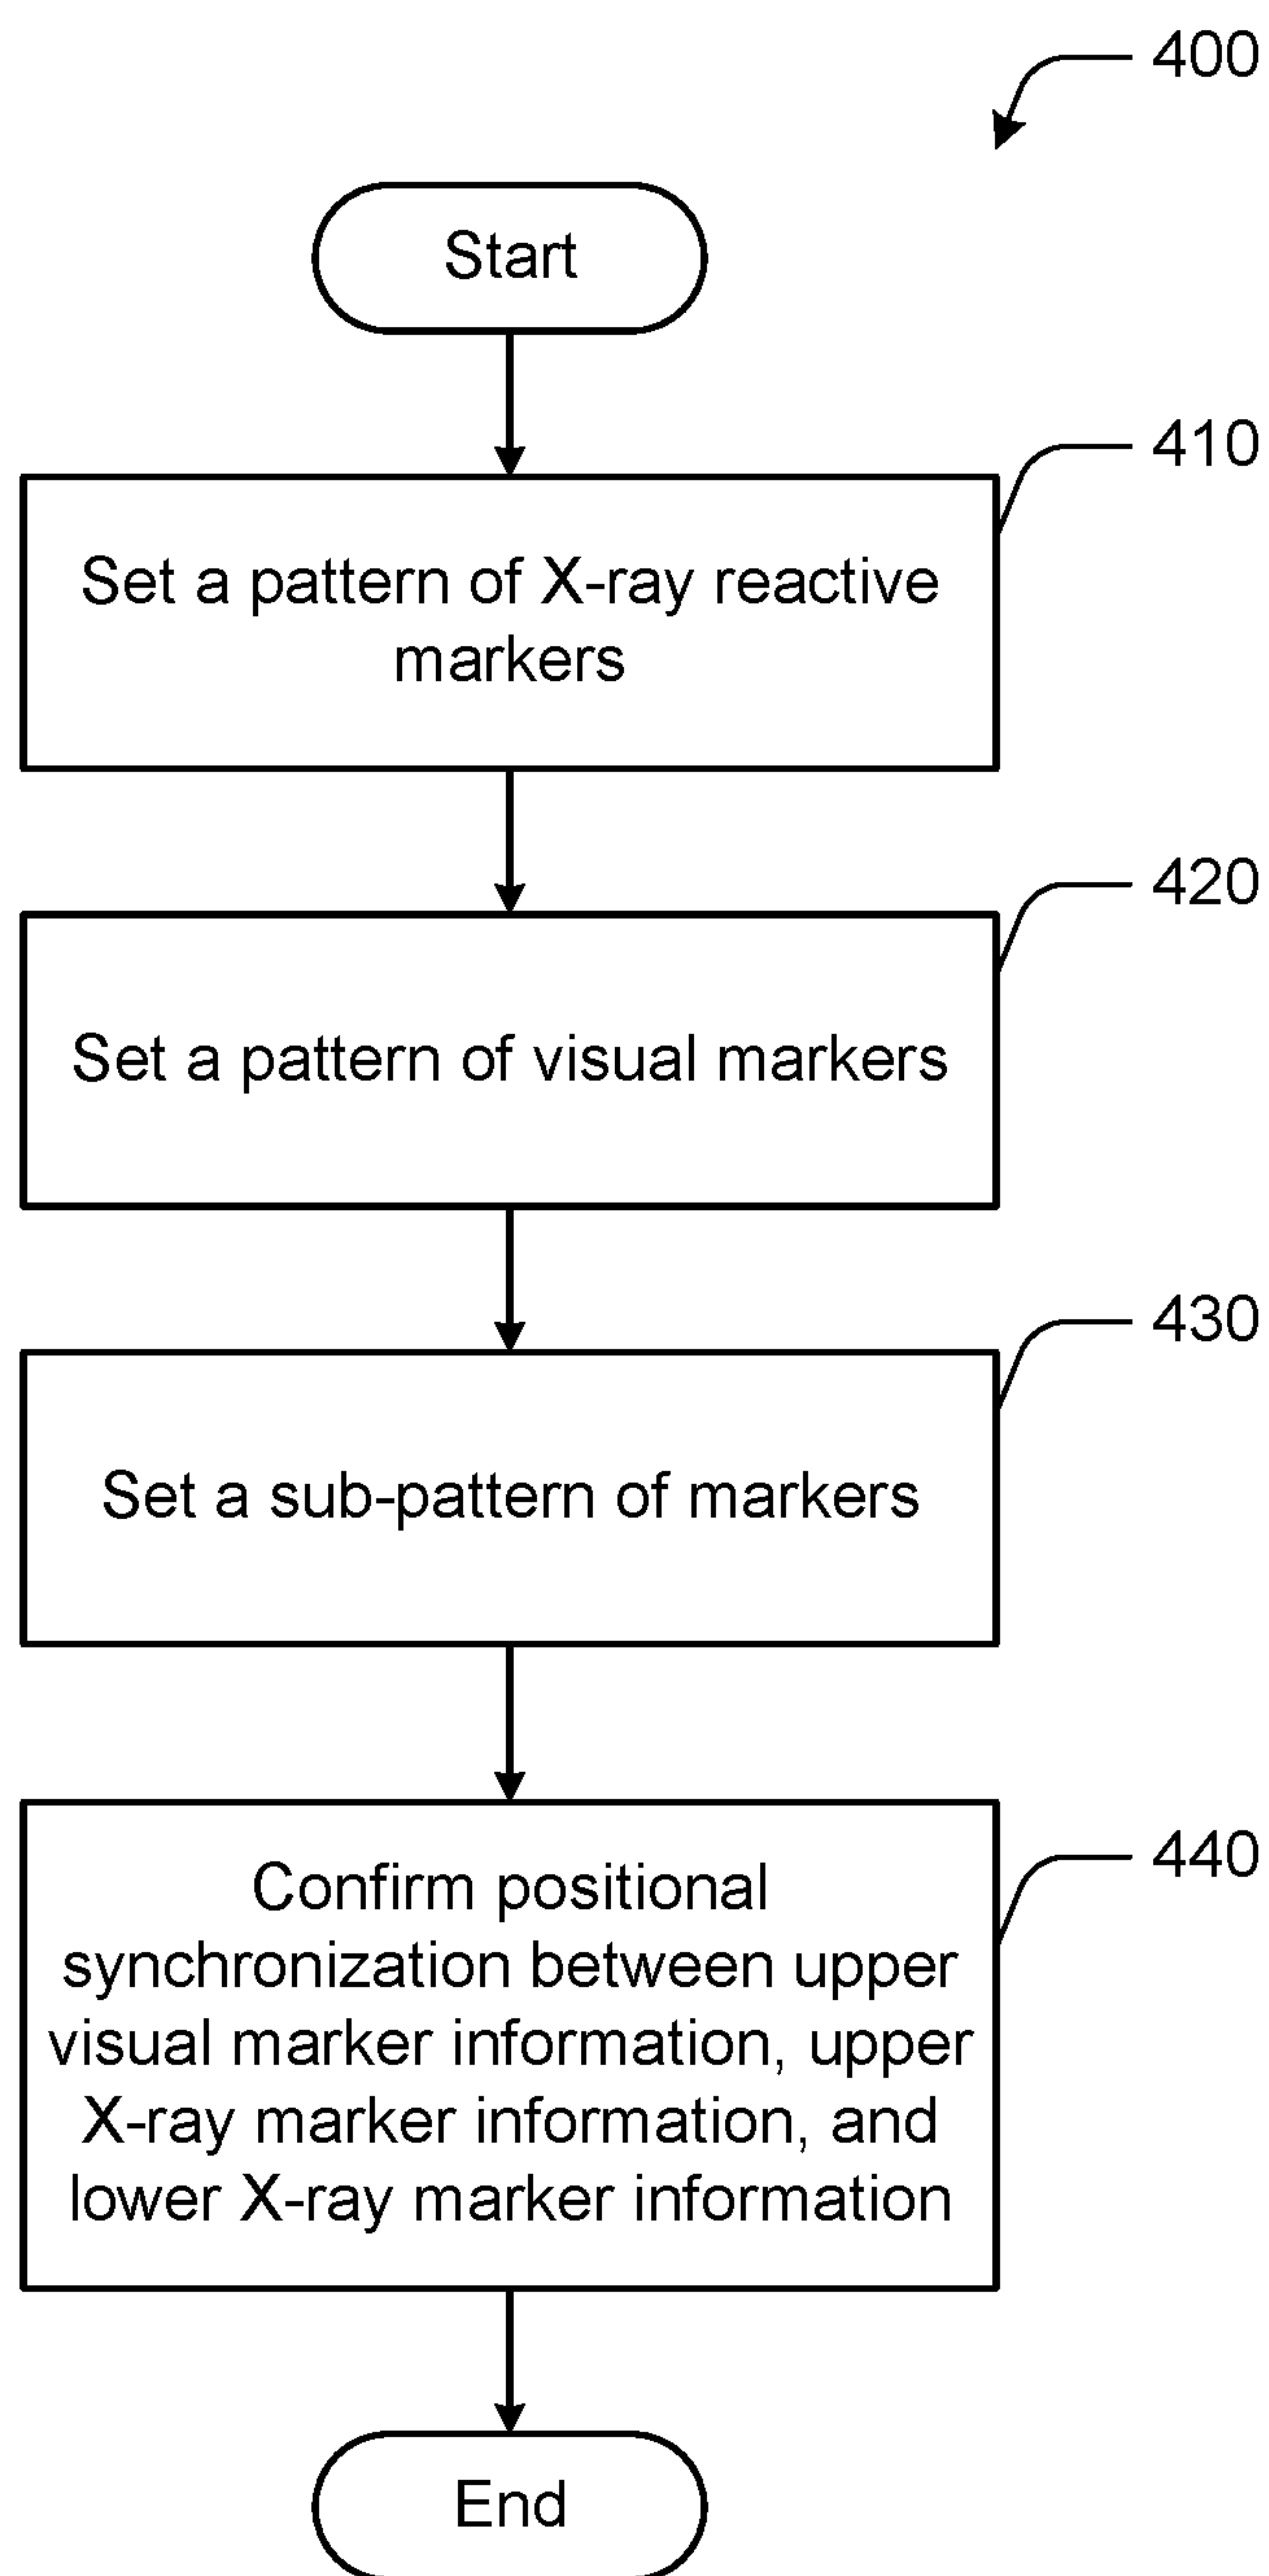 400
Start
410
Set a pattern of X-ray reactive
markers
420
Set a pattern of visual markers
430
Set a sub-pattern of markers
440
Confirm positional
synchronization between upper
visual marker information, upper
X-ray marker information, and
lower X-ray marker information
End